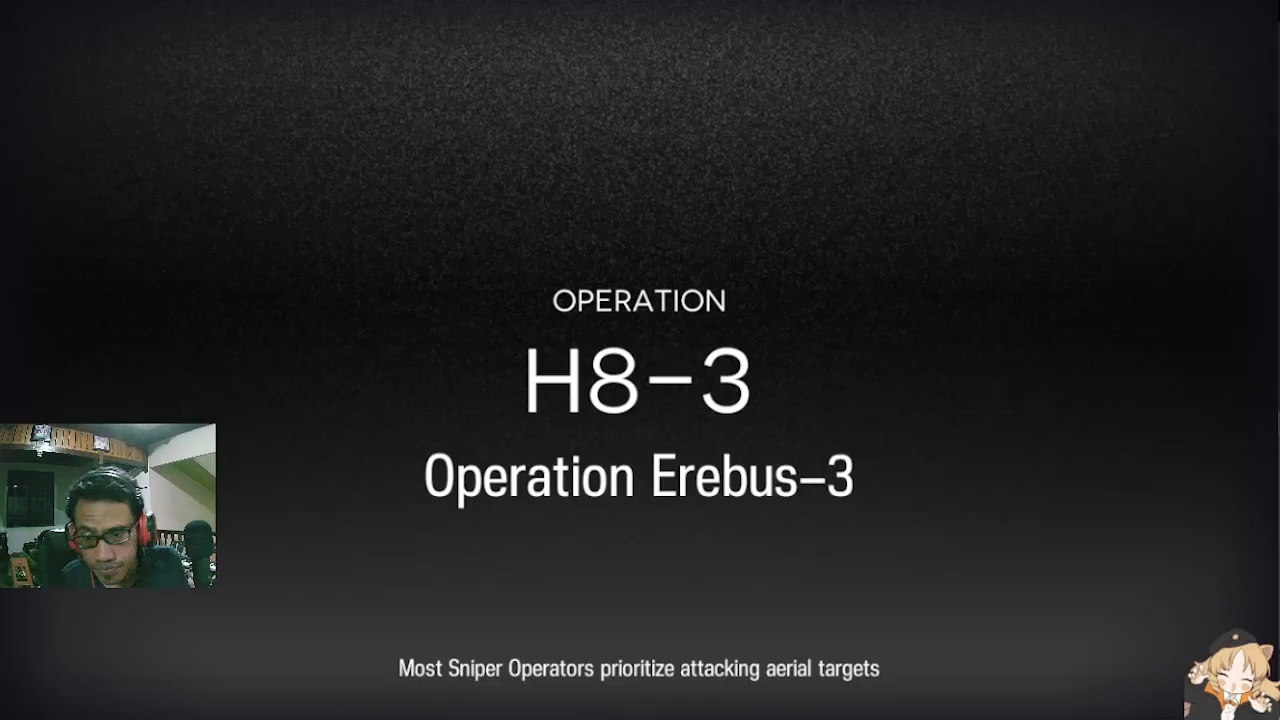 OPERATION
H8-3
Operation Erebus-3
Most Sniper Operators prioritize attacking aerial targets